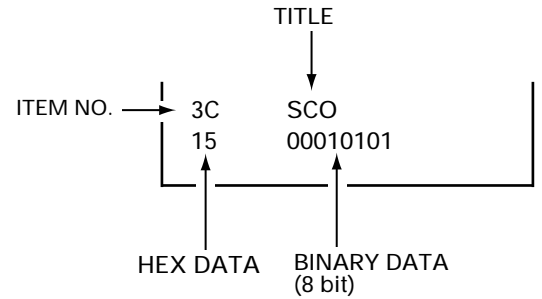 TITLE
ITEM NO. 3C SCO
15 00010101
HEX DATA BINARY DATA
(8 bit)